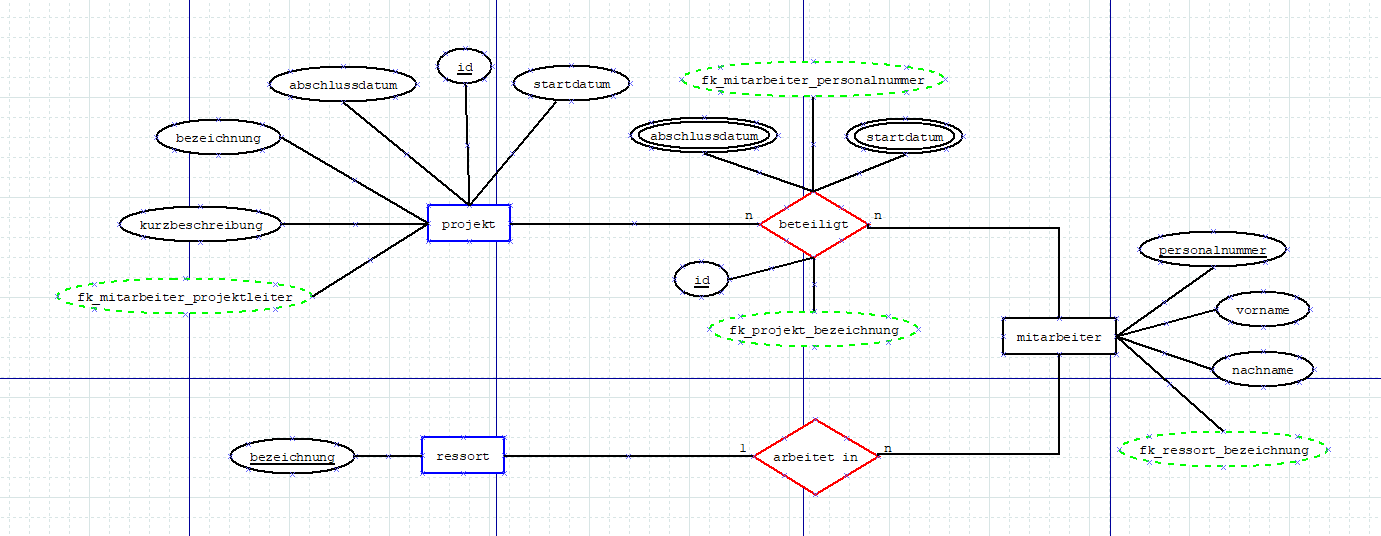 id
abschlussdatum
startdatum
fk_mitarbeiter_personalnummer
bezeichnung
abschlussdatum
startdatum
kurzbeschreibung
projekt
n
beteiligt
n
personalnummer
id
fk_mitarbeiter_projektleiter
vorname
fk_projekt_bezeichnung
mitarbeiter
nachname
bezeichnung
ressort
1
arbeitet in
n
fk_ressort_bezeichnung